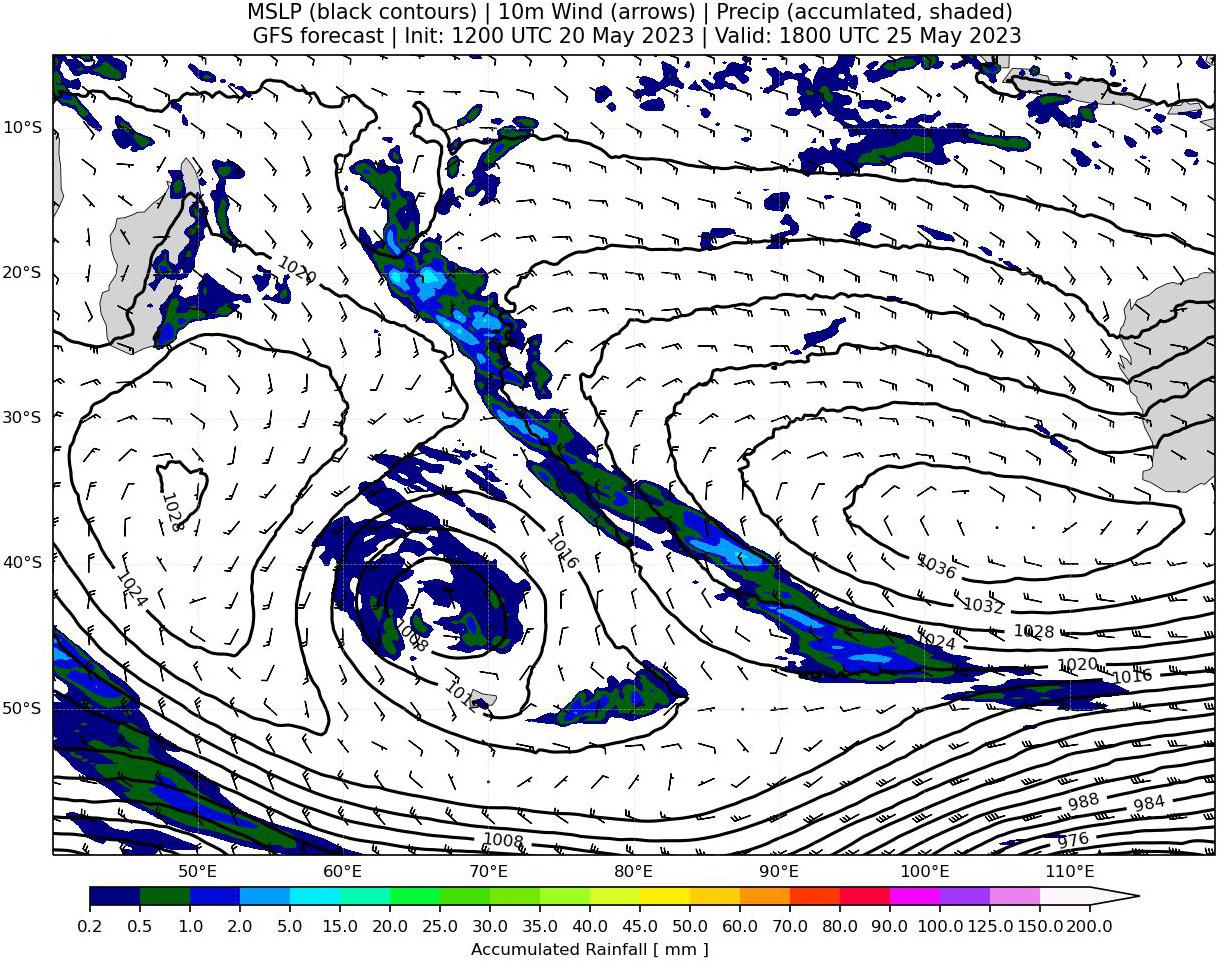 MSLP (black contours) | 10m Wind (arrows) | Precip (accumlated, shaded)
GFS forecast | Init: 1200 UTC 20 May 2023 | Valid: 1800 UTC 25 May 2023
10°S
20°S
1020
30°S
1028
1016
40°S
1036
1024
1032
1008
1028
1024
1020
1016
1012
50°S
988
984
1008
976
50°E
60°E
70°E
80°E
90°E
100°E
110°E
0.2 0.5 1.0 2.0 5.0 10.0 15.0 20.0 25.0 30.0 35.0 40.0 45.0 50.0 60.0 70.0 80.0 90.0 100.0 125.0 150.0 200.0
Accumulated Rainfall [ mm ]